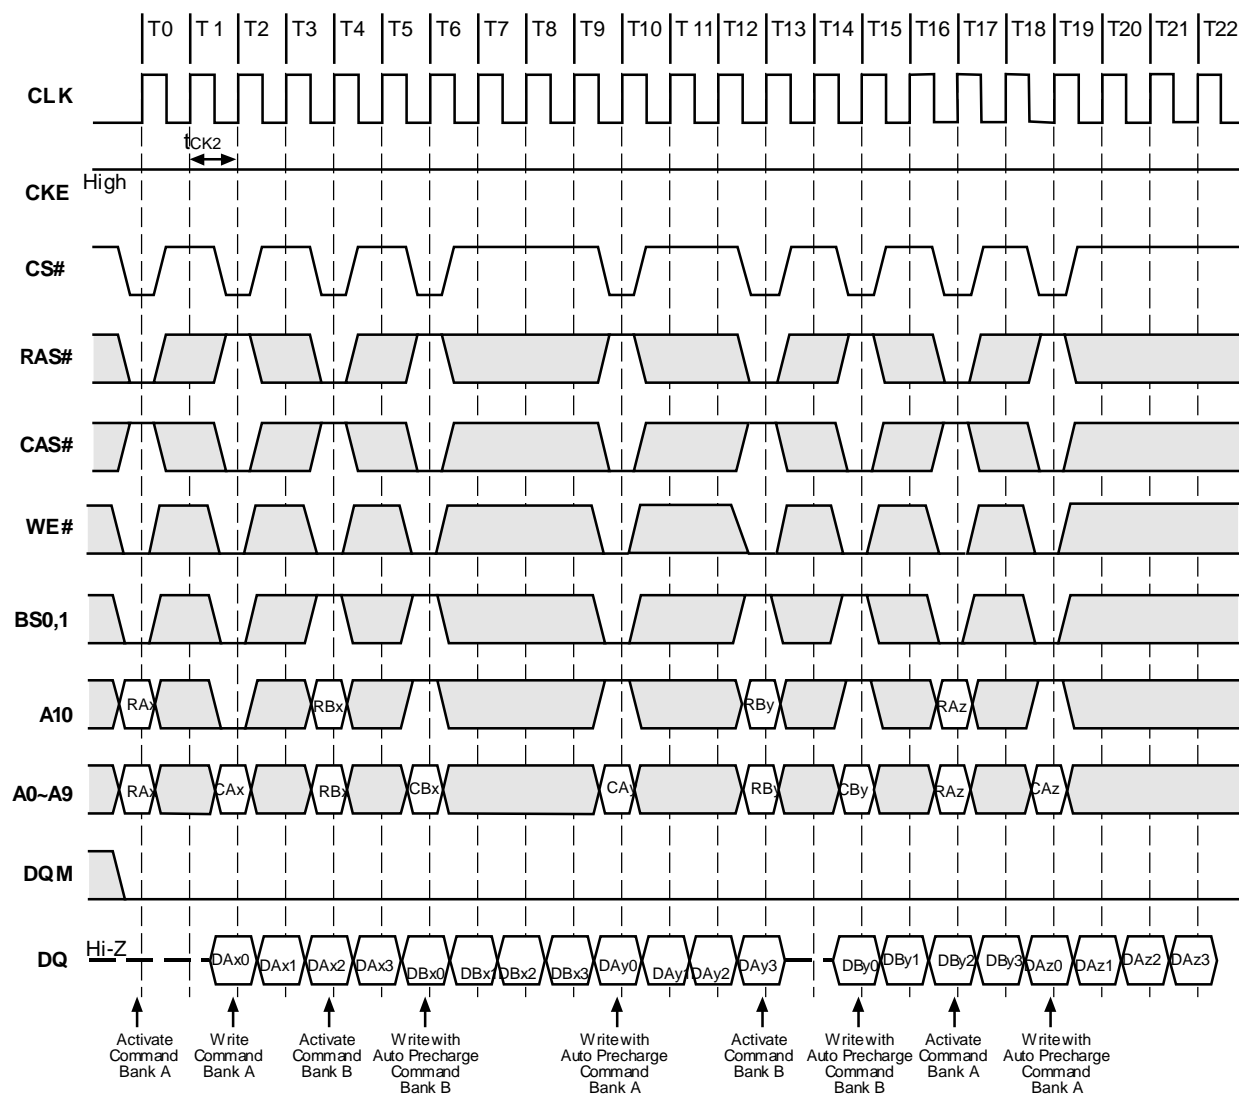 T0 T1 T2 T3 T4 T5 T6 T7 T8 T9 T10 T11 T12 T13 T14 T15 T16 T17 T18 T19 T20 T21 T22
CLK
tCK2
High
CKE
CS#
RAS#
CAS#
WE#
BS0,1
A10
RAx RBx RBy RAz
A0~A9
RAx CAx RBx CBx CAy RBy CBy RAz CAz
DQM
DQ
Hi-Z
DAx0 DAx1 DAx2 DAx3 DBx0 DBx1 DBx2 DBx3 DAy0 DAy1 DAy2 DAy3 DBy0 DBy1 DBy2 DBy3 DAz0 DAz1 DAz2 DAz3
Activate
Command
Bank A
Write
Command
Bank A
Activate
Command
Bank B
Write with
Auto Precharge
Command
Bank B
Write with
Auto Precharge
Command
Bank A
Activate
Command
Bank B
Write with
Auto Precharge
Command
Bank B
Activate
Command
Bank A
Write with
Auto Precharge
Command
Bank A